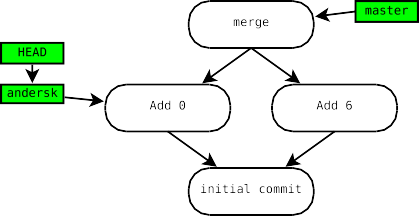 master
merge
HEAD
andersk
Add 0
Add 6
initial commit